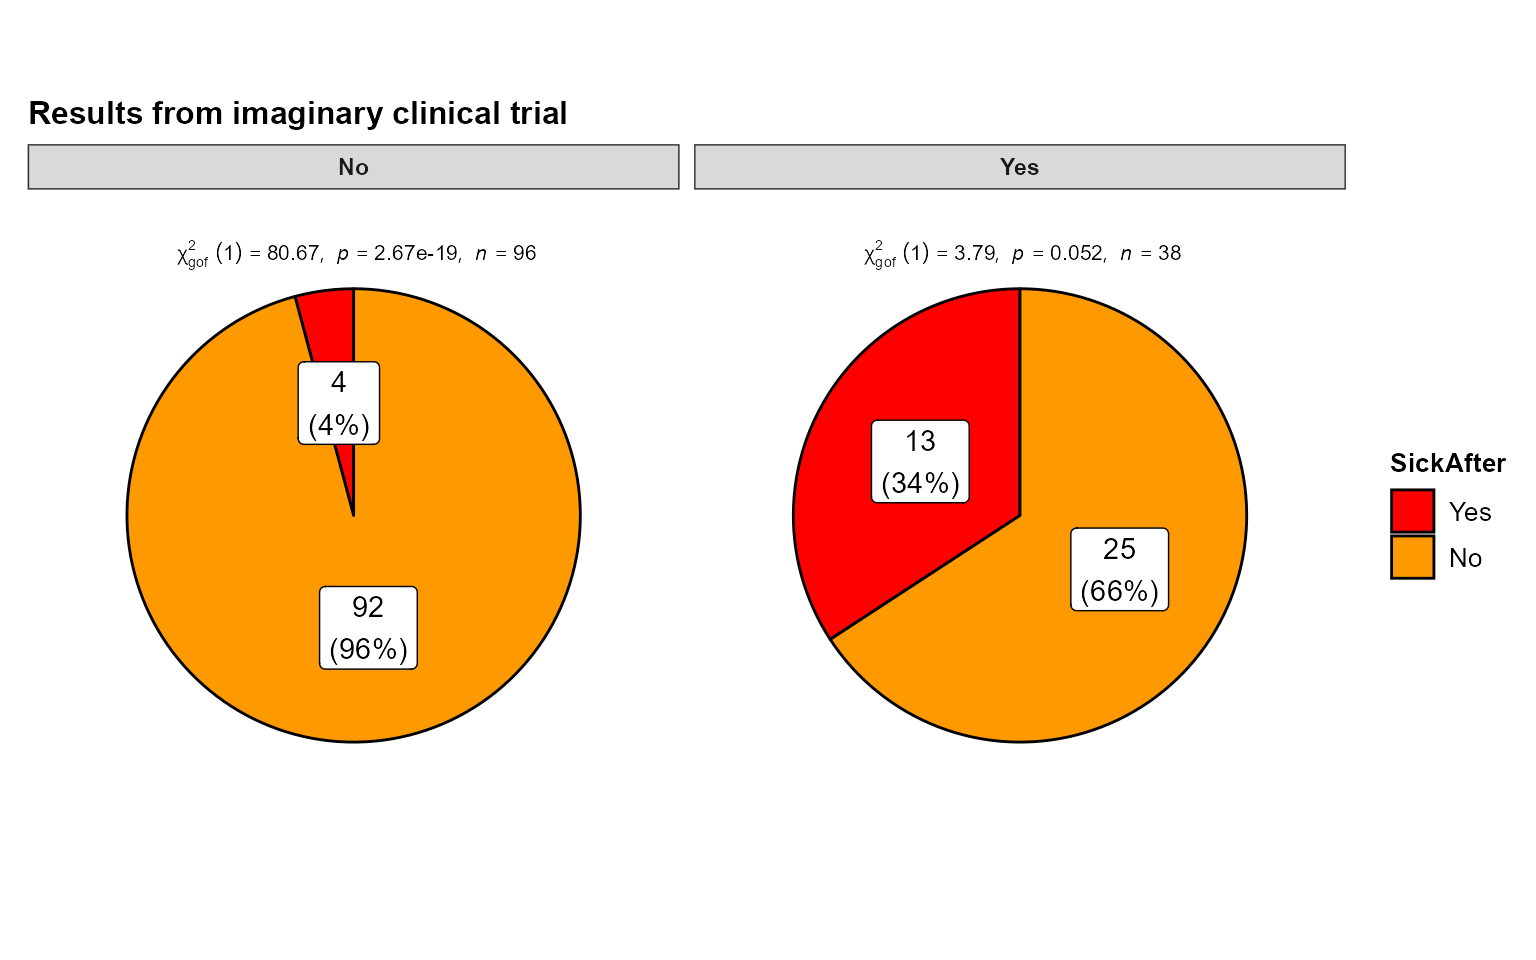 Results from imaginary clinical trial
No
Yes
χ²gof (1) = 80.67, p = 2.67e-19, n = 96
χ²gof (1) = 3.79, p = 0.052, n = 38
4
(4%)
92
(96%)
13
(34%)
25
(66%)
SickAfter
Yes
No